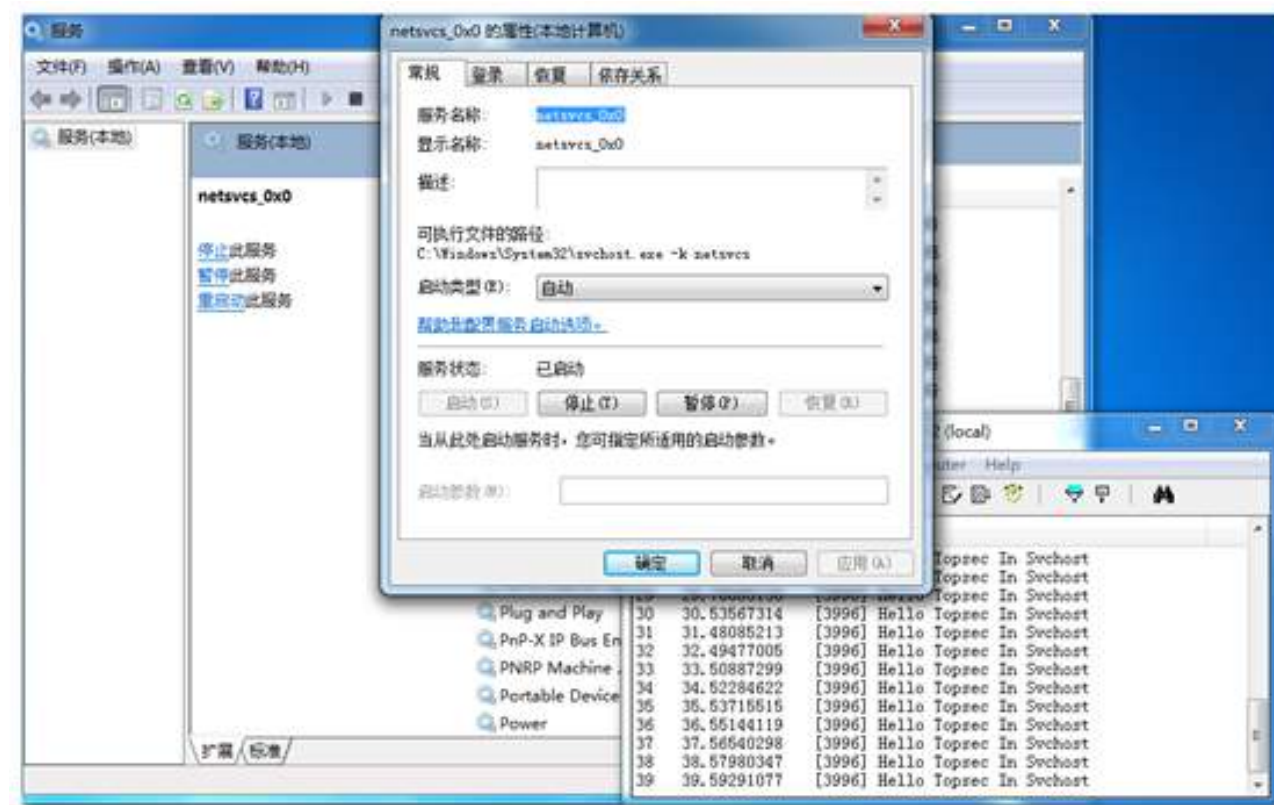 服务
文件(F) 操作(A) 查看(V) 帮助(H)
服务(本地)
服务(本地)
netsvcs_0x0
停止此服务
暂停此服务
重启动此服务
Plug and Play
PnP-X IP Bus En
PNRP Machine
Portable Device
Power
扩展 标准
netsvcs_0x0 的属性(本地计算机)
常规 登录 恢复 依存关系
服务名称: netsvcs_0x0
显示名称: netsvcs_0x0
描述:
可执行文件的路径:
C:\Windows\System32\svchost.exe -k netsvcs
启动类型(E): 自动
帮助我配置服务启动选项。
服务状态: 已启动
启动(S) 停止(T) 暂停(P) 恢复(R)
当从此处启动服务时，您可指定所适用的启动参数。
启动参数(M):
确定 取消 应用(A)
(local)
uter Help
Topsec In Svchost
Topsec In Svchost
[3996] Hello Topsec In Svchost
30 30.53567314 [3996] Hello Topsec In Svchost
31 31.48085213 [3996] Hello Topsec In Svchost
32 32.49477005 [3996] Hello Topsec In Svchost
33 33.50887299 [3996] Hello Topsec In Svchost
34 34.52284622 [3996] Hello Topsec In Svchost
35 35.53715515 [3996] Hello Topsec In Svchost
36 36.55144119 [3996] Hello Topsec In Svchost
37 37.56540298 [3996] Hello Topsec In Svchost
38 38.57980347 [3996] Hello Topsec In Svchost
39 39.59291077 [3996] Hello Topsec In Svchost